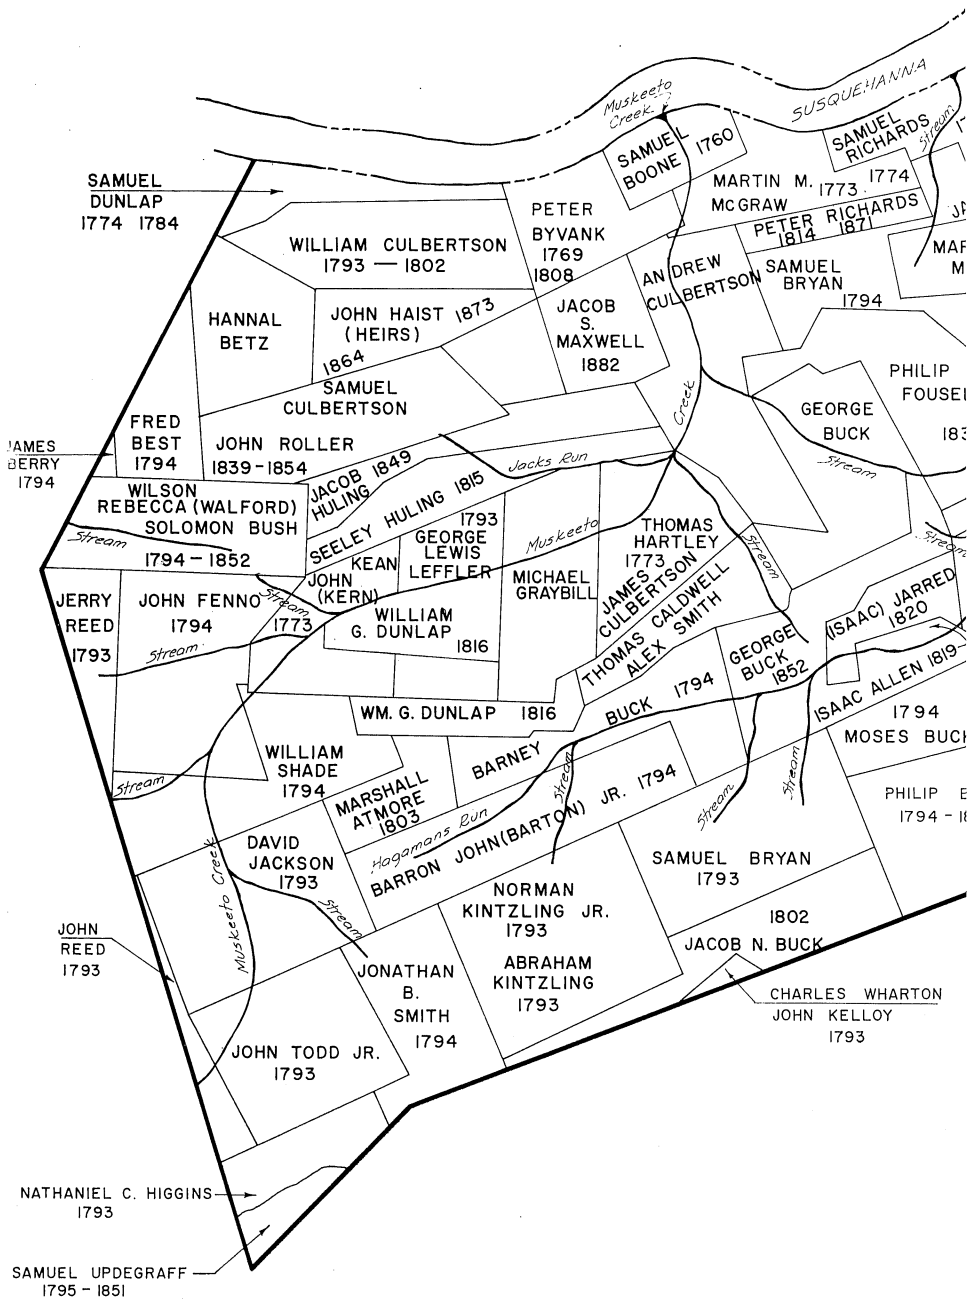 Muskeeto
Creek
SUSQUEHANNA
Stream
SAMUEL
DUNLAP
1774 1784
SAMUEL
BOONE 1760
SAMUEL
RICHARDS
MARTIN M. 1773 1774
McGRAW
PETER RICHARDS
1814 1871
PETER
BYVANK
1769
1808
WILLIAM CULBERTSON
1793 — 1802
AN DREW
CULBERTSON
SAMUEL
BRYAN
1794
HANNAL
BETZ
JOHN HAIST 1873
(HEIRS)
1864
JACOB
S.
MAXWELL
1882
SAMUEL
CULBERTSON
PHILIP
FOUSEL
183
GEORGE
BUCK
Stream
Creek
FRED
BEST
1794
JAMES
BERRY
1794
JOHN ROLLER
1839-1854
JACOB 1849
HULING
Jacks Run
SEELEY HULING 1815
WILSON
REBECCA (WALFORD)
SOLOMON BUSH
1794-1852
Stream
1793
GEORGE
LEWIS
LEFFLER
KEAN
JOHN
(KERN)
Muskeeto
MICHAEL
GRAYBILL
THOMAS
HARTLEY
1773
JAMES
CULBERTSON
THOMAS CALDWELL
ALEX SMITH
Stream
Stream
(ISAAC) JARRED
1820
JERRY
REED
1793
JOHN FENNO
1794
Stream
1773
Stream
WILLIAM
G. DUNLAP
1816
GEORGE
BUCK
1852
ISAAC ALLEN 1819-
WM. G. DUNLAP 1816
BUCK 1794
BARNEY
1794
MOSES BUCK
WILLIAM
SHADE
1794
Stream
MARSHALL
ATMORE
1803
Hagamans Run
Stream
BARRON JOHN (BARTON) JR. 1794
Stream
Stream
PHILIP B
1794-18
DAVID
JACKSON
1793
Muskeeto Creek
Stream
SAMUEL BRYAN
1793
NORMAN
KINTZLING JR.
1793
1802
JACOB N. BUCK
JOHN
REED
1793
ABRAHAM
KINTZLING
1793
JONATHAN
B.
SMITH
1794
CHARLES WHARTON
JOHN KELLOY
1793
JOHN TODD JR.
1793
NATHANIEL C. HIGGINS
1793
SAMUEL UPDEGRAFF
1795-1851